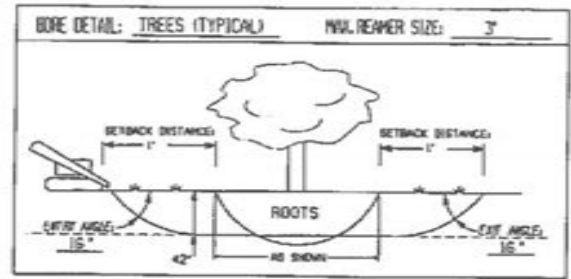 BORE DETAIL: TREES (TYPICAL) MAX. REAMER SIZE: 3"
SETBACK DISTANCE: SETBACK DISTANCE:
1' 1'
ROOTS
ENTRY ANGLE: EXIT ANGLE:
16° 16°
42" AS SHOWN